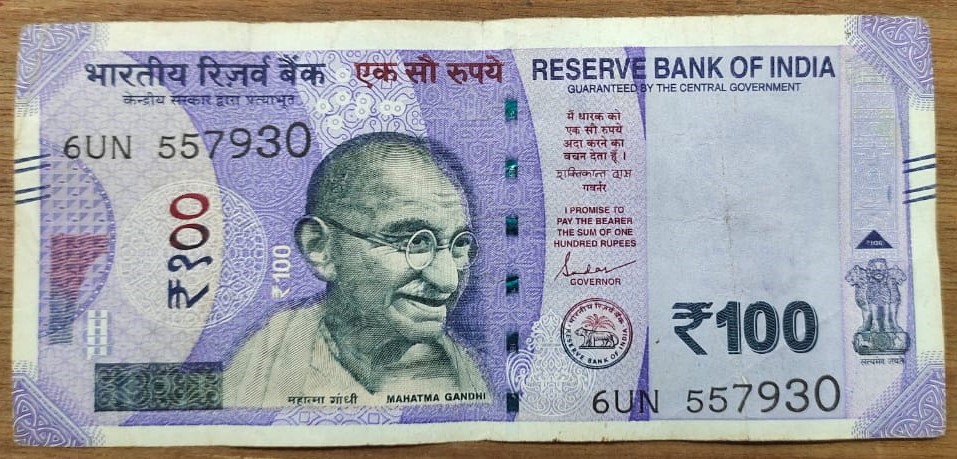 भारतीय रिज़र्व बैंक
केन्द्रीय सरकार द्वारा प्रत्याभूत
एक सौ रुपये
RESERVE BANK OF INDIA
GUARANTEED BY THE CENTRAL GOVERNMENT
6UN 557930
₹१००
₹100
मैं धारक को
एक सौ रुपये
अदा करने का
वचन देता हूँ ।
शक्तिकान्त दास
गवर्नर
I PROMISE TO
PAY THE BEARER
THE SUM OF ONE
HUNDRED RUPEES
GOVERNOR
भारतीय रिज़र्व बैंक
RESERVE BANK OF INDIA
₹100
₹100
सत्यमेव जयते
महात्मा गांधी
MAHATMA GANDHI
6UN 557930